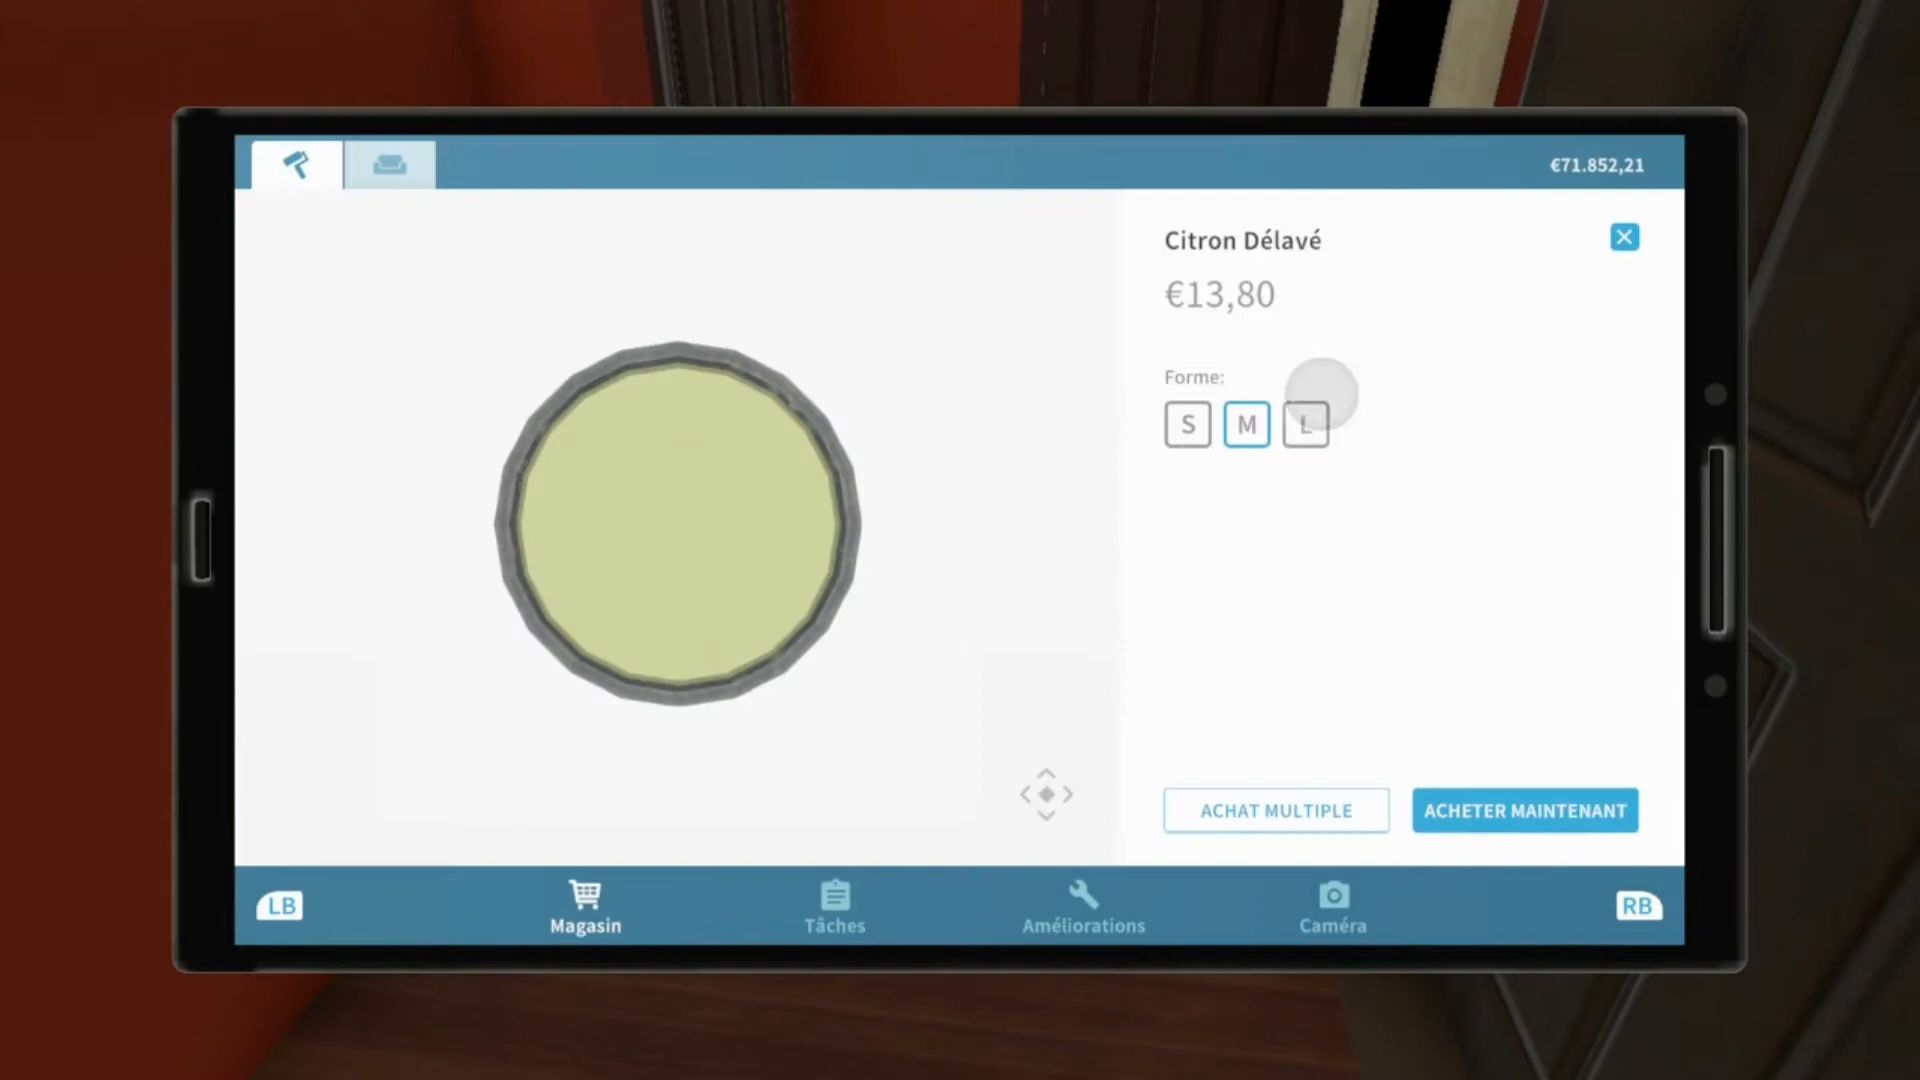 €71.852,21
Citron Délavé
€13,80
Forme:
S M L
ACHAT MULTIPLE ACHETER MAINTENANT
LB Magasin Tâches Améliorations Caméra RB